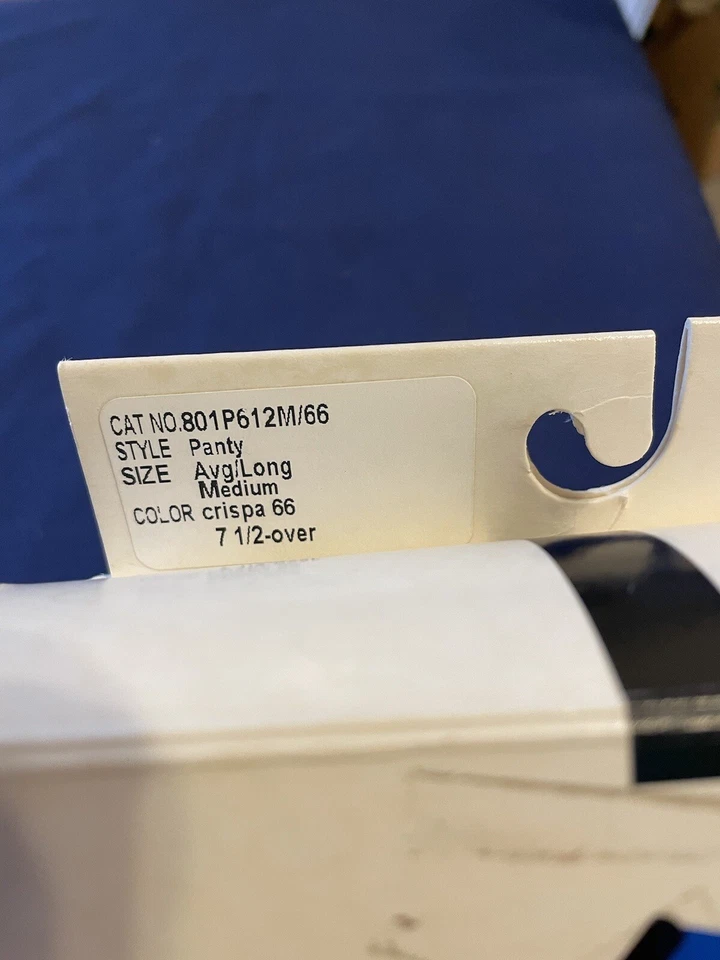 CAT NO.801P612M/66
STYLE Panty
SIZE Avg/Long
Medium
COLOR crispa 66
7 1/2-over